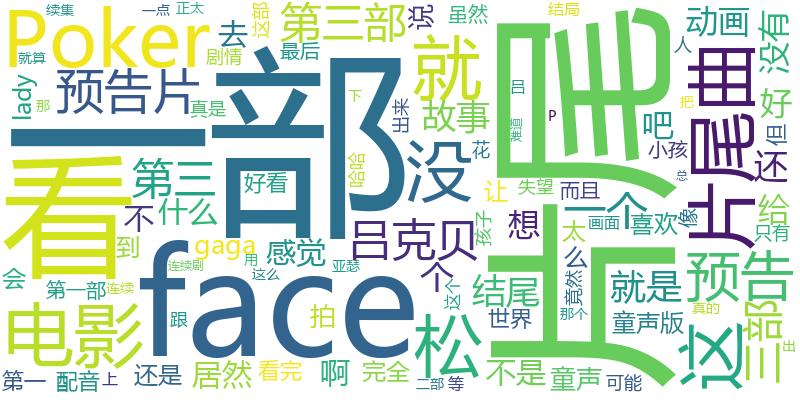 续集
一点
正太
Poker
就算
剧情
去
这部
第三部
说
虽然
结局
动画
没有
人
预告片
最后
就
lady
那
真是
下
出来
故事
吕
P
难道
吧
把
片尾曲
好
但
一部
片尾
看
第三
好看
哈哈
没
花
小孩
还
不
什么
让
失望
而且
一个
总
像
给
到
gaga
感觉
吕克贝松
想
孩子
太
画面
喜欢
只有
会
连续剧
用
亚瑟
个
么
第一部
连续
face
这么
这个
结尾
竟然
那个
就是
预告
电影
跟
拍
世界
童声版
这
真的
三部
第一
配音
上
还是
居然
看完
啊
完全
二部
等
不是
童声
可能
出